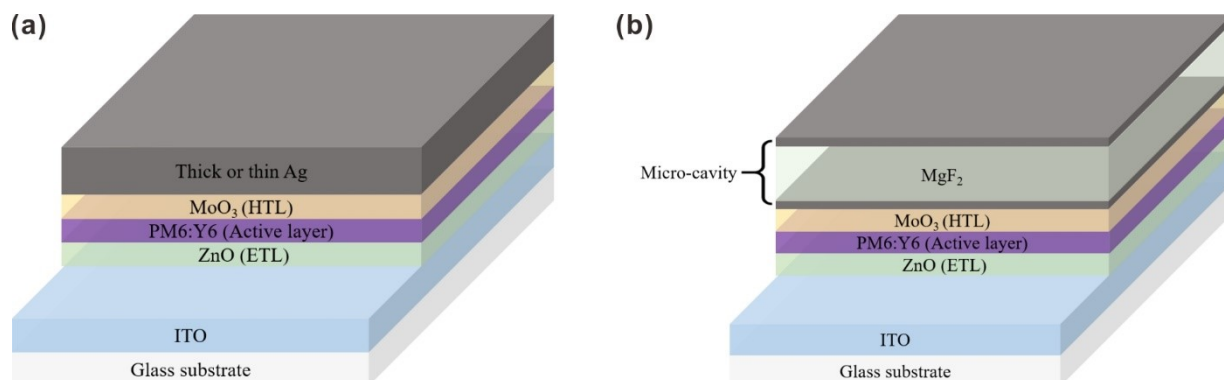 (a)
Thick or thin Ag
MoO₃ (HTL)
PM6:Y6 (Active layer)
ZnO (ETL)
ITO
Glass substrate
(b)
Micro-cavity
MgF₂
MoO₃ (HTL)
PM6:Y6 (Active layer)
ZnO (ETL)
ITO
Glass substrate